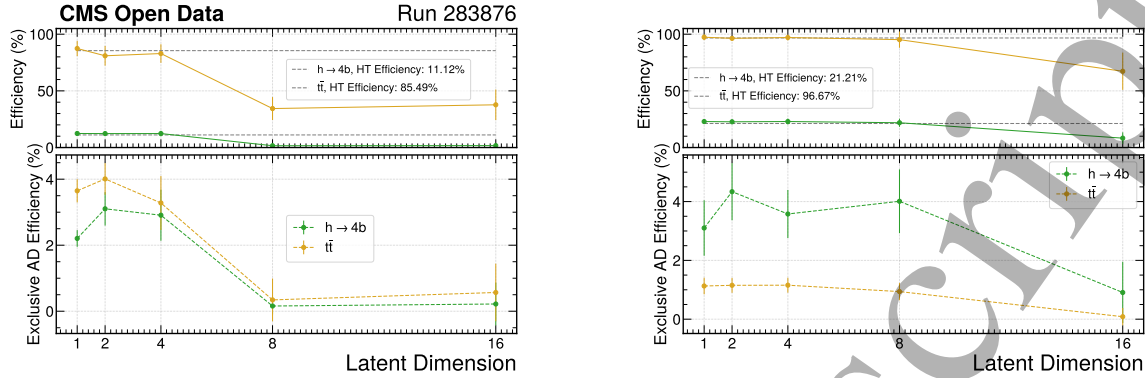 CMS Open Data
Run 283876
Efficiency (%)
100
50
0
h → 4b, HT Efficiency: 11.12%
tt̄, HT Efficiency: 85.49%
Exclusive AD Efficiency (%)
4
2
0
h → 4b
tt̄
1 2 4 8 16
Latent Dimension
Efficiency (%)
100
50
0
h → 4b, HT Efficiency: 21.21%
tt̄, HT Efficiency: 96.67%
Exclusive AD Efficiency (%)
4
2
0
h → 4b
tt̄
1 2 4 8 16
Latent Dimension